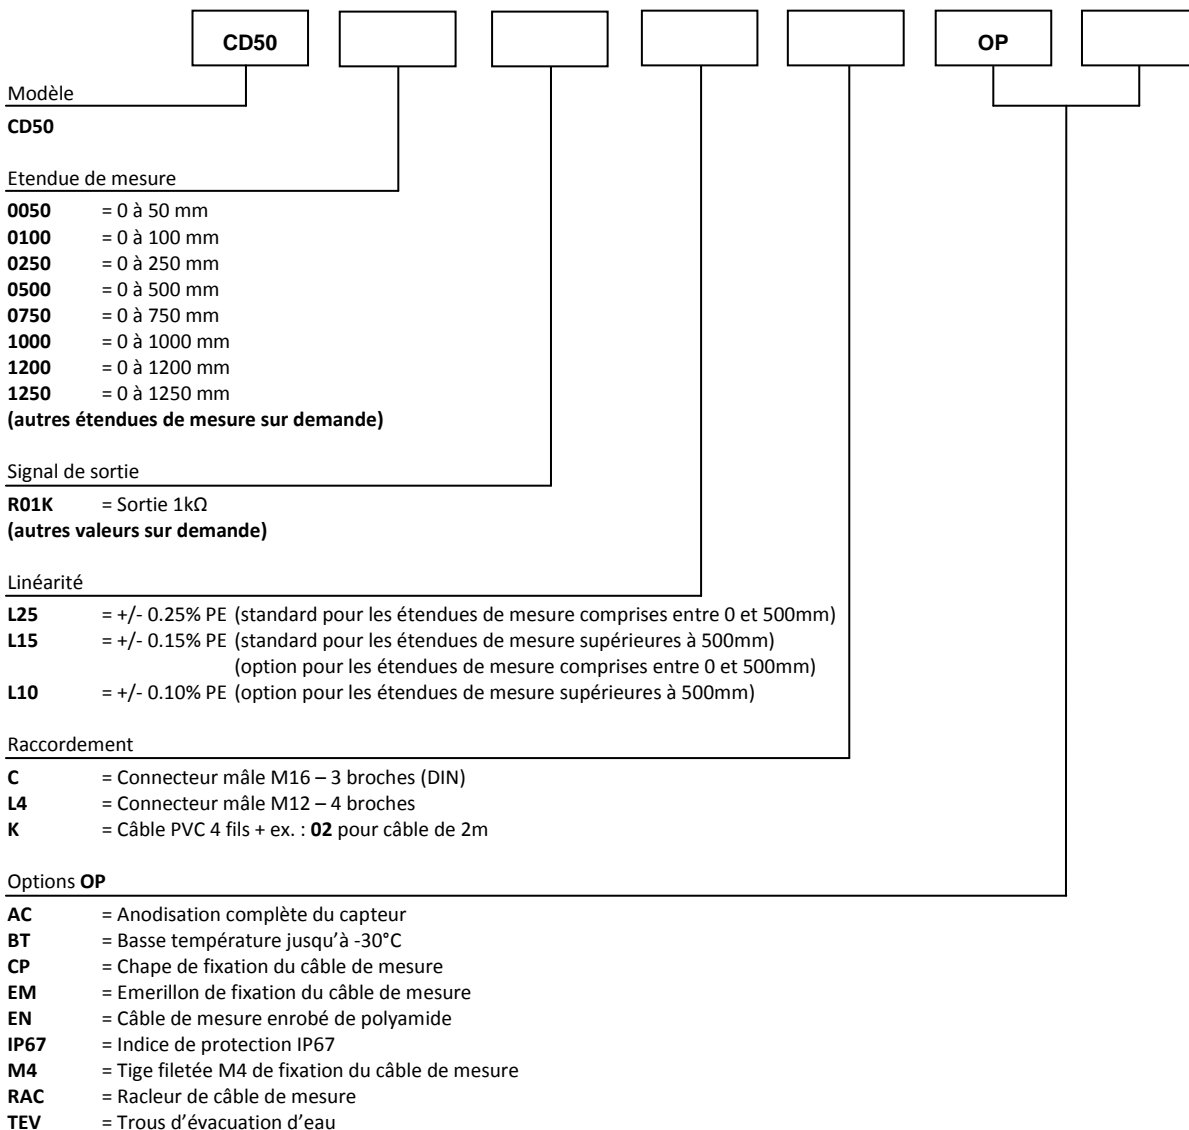 CD50 OP
Modèle
CD50
Etendue de mesure
0050 = 0 à 50 mm
0100 = 0 à 100 mm
0250 = 0 à 250 mm
0500 = 0 à 500 mm
0750 = 0 à 750 mm
1000 = 0 à 1000 mm
1200 = 0 à 1200 mm
1250 = 0 à 1250 mm
(autres étendues de mesure sur demande)
Signal de sortie
R01K = Sortie 1kΩ
(autres valeurs sur demande)
Linéarité
L25 = +/- 0.25% PE (standard pour les étendues de mesure comprises entre 0 et 500mm)
L15 = +/- 0.15% PE (standard pour les étendues de mesure supérieures à 500mm)
(option pour les étendues de mesure comprises entre 0 et 500mm)
L10 = +/- 0.10% PE (option pour les étendues de mesure supérieures à 500mm)
Raccordement
C = Connecteur mâle M16 – 3 broches (DIN)
L4 = Connecteur mâle M12 – 4 broches
K = Câble PVC 4 fils + ex. : 02 pour câble de 2m
Options OP
AC = Anodisation complète du capteur
BT = Basse température jusqu’à -30°C
CP = Chape de fixation du câble de mesure
EM = Emerillon de fixation du câble de mesure
EN = Câble de mesure enrobé de polyamide
IP67 = Indice de protection IP67
M4 = Tige filetée M4 de fixation du câble de mesure
RAC = Racleur de câble de mesure
TEV = Trous d’évacuation d’eau